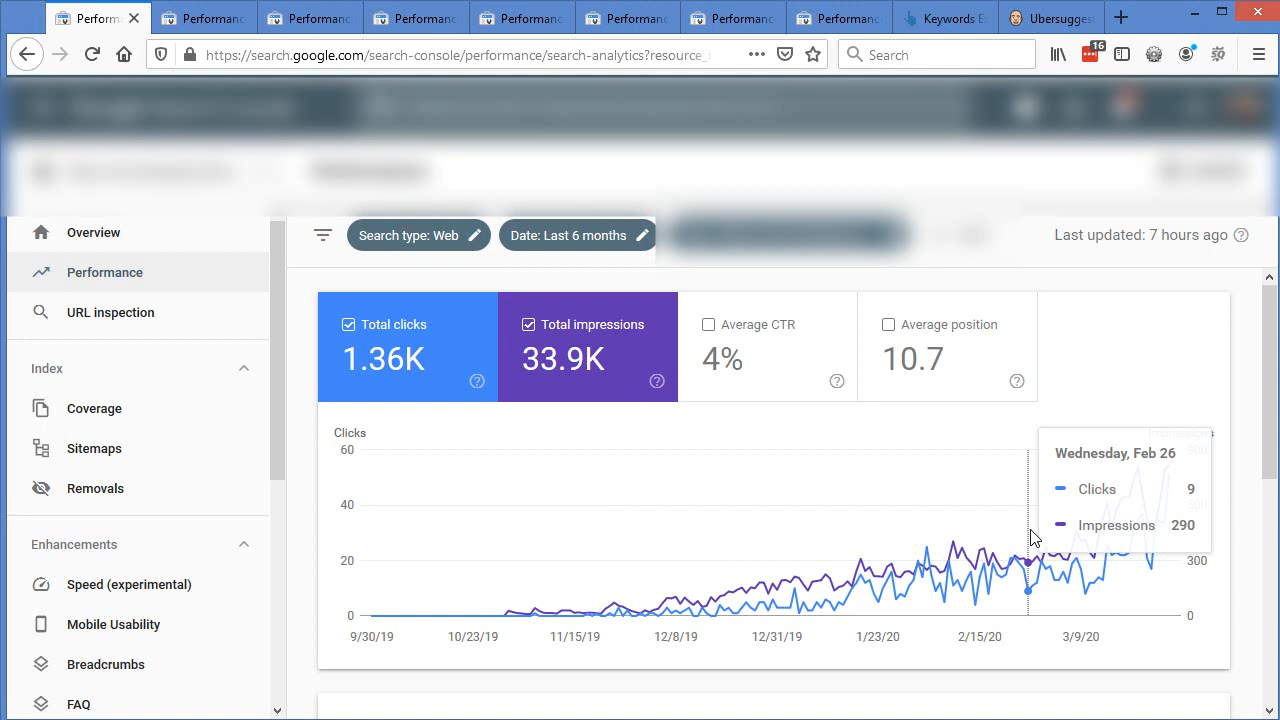 Performa
Performanc
Performanc
Performanc
Performanc
Performanc
Performanc
Performanc
Keywords E
Ubersugges
https://search.google.com/search-console/performance/search-analytics?resource_
Search
16
Search type: Web
Date: Last 6 months
Last updated: 7 hours ago
Overview
Performance
URL inspection
Index
Coverage
Sitemaps
Removals
Enhancements
Speed (experimental)
Mobile Usability
Breadcrumbs
FAQ
Total clicks
1.36K
Total impressions
33.9K
Average CTR
4%
Average position
10.7
Clicks
Impressions
60
40
20
0
900
600
300
0
Wednesday, Feb 26
Clicks 9
Impressions 290
9/30/19
10/23/19
11/15/19
12/8/19
12/31/19
1/23/20
2/15/20
3/9/20